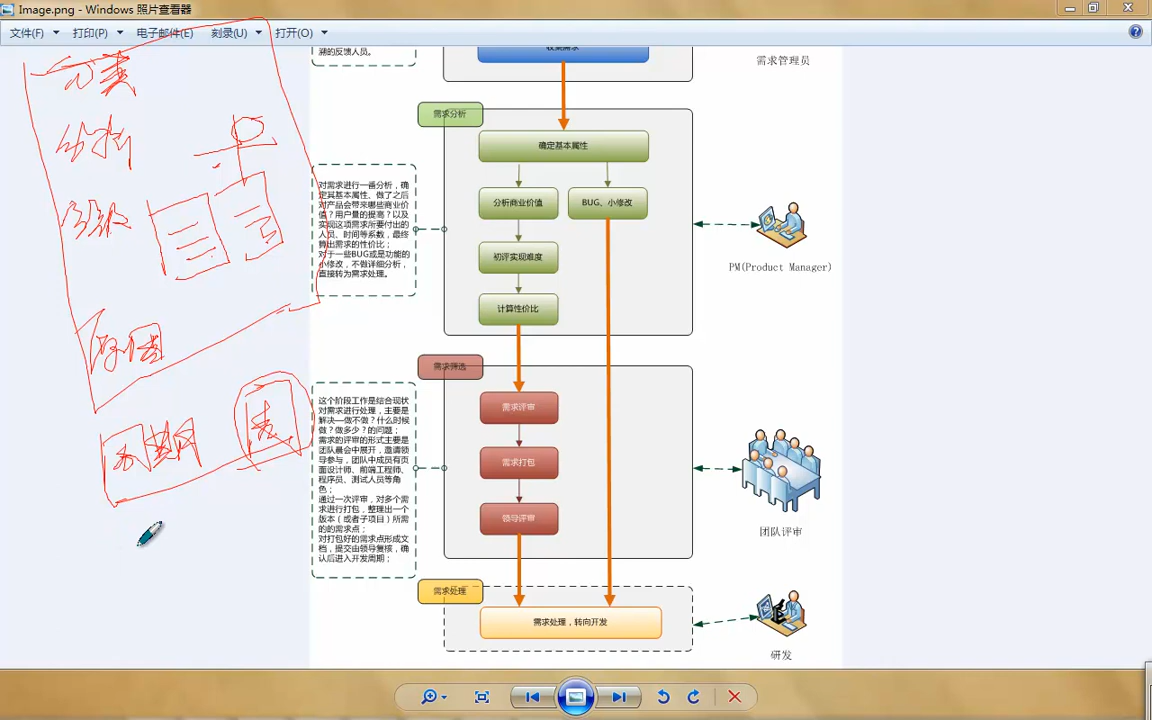 Image.png - Windows 照片查看器
文件(F) 打印(P) 电子邮件(E) 刻录(U) 打开(O)
溯的反馈人员。
收集需求
需求管理员
分类
分析
需求分析
确定基本属性
对需求进行一番分析，确
定其基本属性、做了之后
对产品会带来哪些商业价
值？用户量的提高？以及
实现这项需求所要付出的
人员、时间等系数，最终
算出需求的性价比；
对于一些BUG或是功能的
小修改，不做详细分析，
直接转为需求处理。
分析商业价值
BUG、小修改
初评实现难度
计算性价比
PM(Product Manager)
需求筛选
这个阶段工作是结合现状
对需求进行处理，主要是
解决—做不做？什么时候
做？做多少？的问题；
需求的评审的形式主要是
团队晨会中展开，邀请领
导参与，团队中成员有页
面设计师、前端工程师、
程序员、测试人员等角
色；
通过一次评审，对多个需
求进行打包，整理出一个
版本（或者子项目）所需
的的需求点；
对打包好的需求点形成文
档，提交由领导复核，确
认后进入开发周期；
需求评审
需求打包
领导评审
团队评审
需求处理
需求处理，转向开发
研发